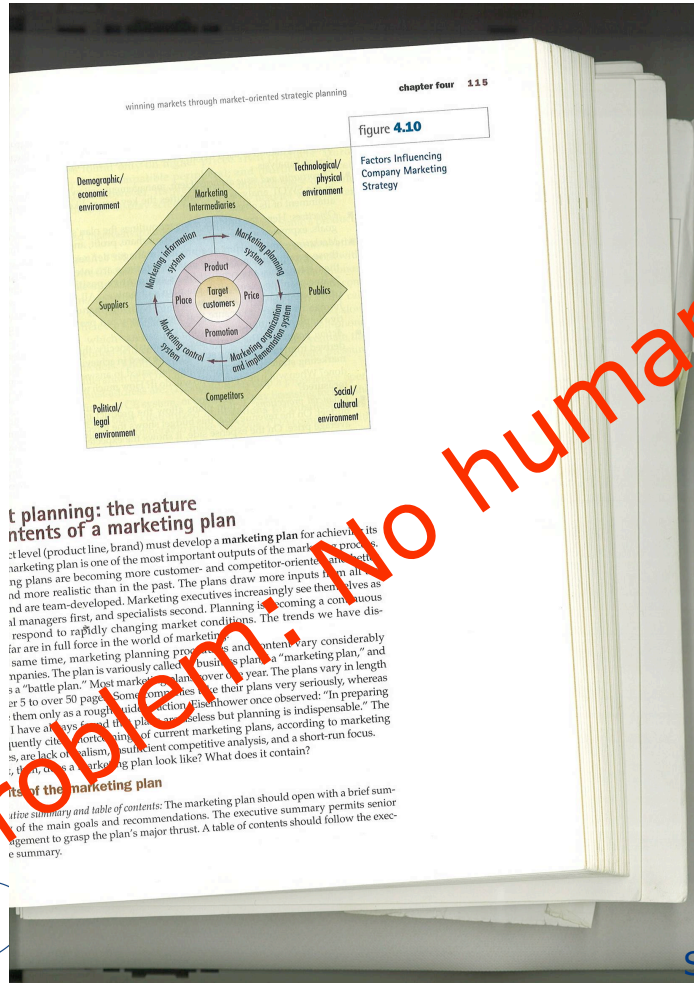 winning markets through market-oriented strategic planning chapter four 115
figure 4.10
Factors Influencing
Company Marketing
Strategy
Demographic/
economic
environment
Technological/
physical
environment
Marketing
Intermediaries
Marketing information
system
Marketing planning
system
Product
Suppliers
Place
Target
customers
Price
Publics
Promotion
Marketing control
system
Marketing organization
and implementation system
Competitors
Political/
legal
environment
Social/
cultural
environment
t planning: the nature
ntents of a marketing plan
ct level (product line, brand) must develop a marketing plan for achieving its
marketing plan is one of the most important outputs of the marketing process.
ng plans are becoming more customer- and competitor-oriented and better
nd more realistic than in the past. The plans draw more inputs from all
nd are team-developed. Marketing executives increasingly see themselves as
al managers first, and specialists second. Planning is becoming a continuous
respond to rapidly changing market conditions. The trends we have dis-
far are in full force in the world of marketing.
same time, marketing planning procedures and content vary considerably
mpanies. The plan is variously called a business plan, a "marketing plan," and
s a "battle plan." Most marketing plans cover one year. The plans vary in length
er 5 to over 50 pages. Some companies take their plans very seriously, whereas
them only as a rough guide to action. Eisenhower once observed: "In preparing
I have always found that plans are useless but planning is indispensable." The
quently cited shortcomings of current marketing plans, according to marketing
es, are lack of realism, insufficient competitive analysis, and a short-run focus.
, then, does a marketing plan look like? What does it contain?
its of the marketing plan
ative summary and table of contents: The marketing plan should open with a brief sum-
of the main goals and recommendations. The executive summary permits senior
agement to grasp the plan's major thrust. A table of contents should follow the exec-
e summary.
roblem: No human
S